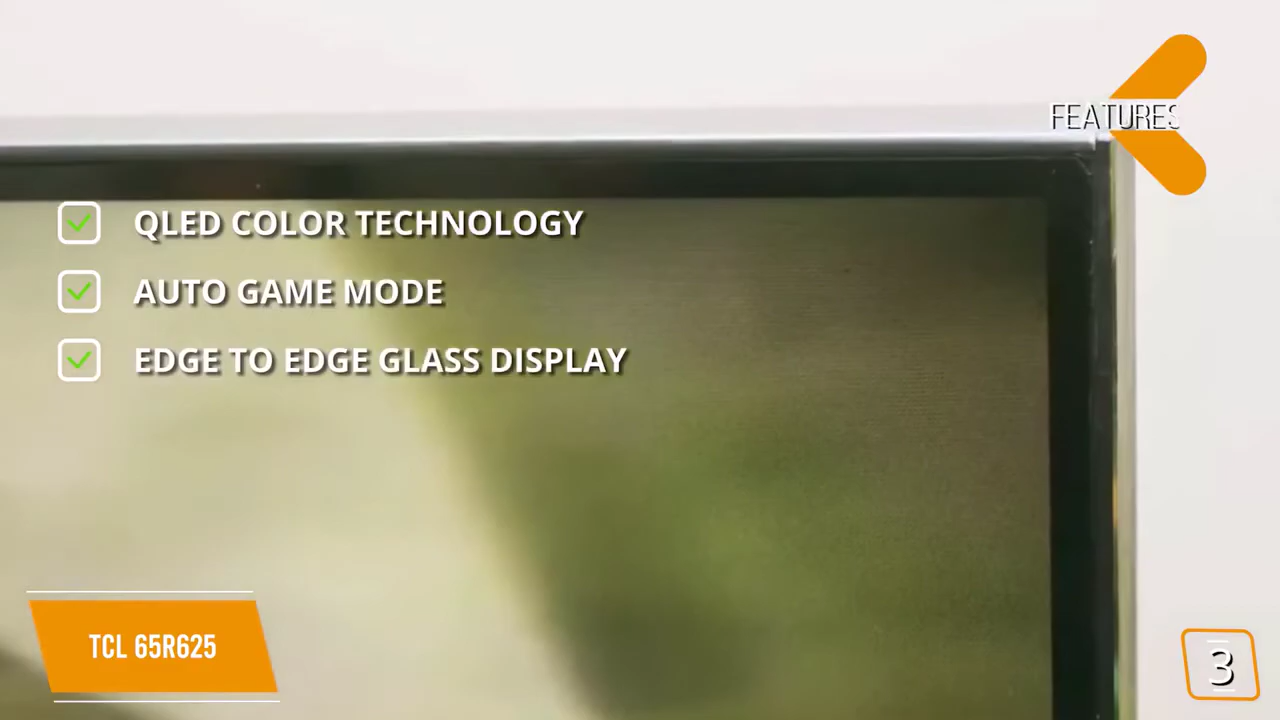 FEATURES
QLED COLOR TECHNOLOGY
AUTO GAME MODE
EDGE TO EDGE GLASS DISPLAY
TCL 65R625
3